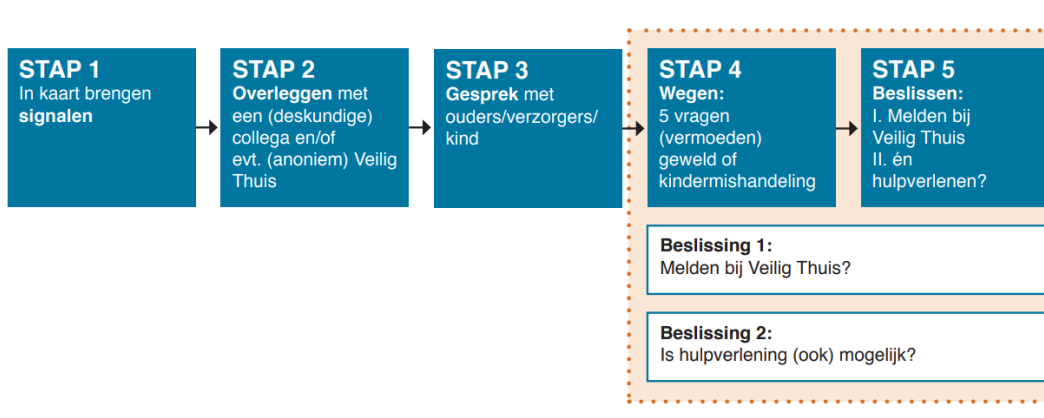 STAP 1
In kaart brengen
signalen
STAP 2
Overleggen met
een (deskundige)
collega en/of
evt. (anoniem) Veilig
Thuis
STAP 3
Gesprek met
ouders/verzorgers/
kind
STAP 4
Wegen:
5 vragen
(vermoeden)
geweld of
kindermishandeling
STAP 5
Beslissen:
I. Melden bij
Veilig Thuis
II. én
hulpverlenen?
Beslissing 1:
Melden bij Veilig Thuis?
Beslissing 2:
Is hulpverlening (ook) mogelijk?